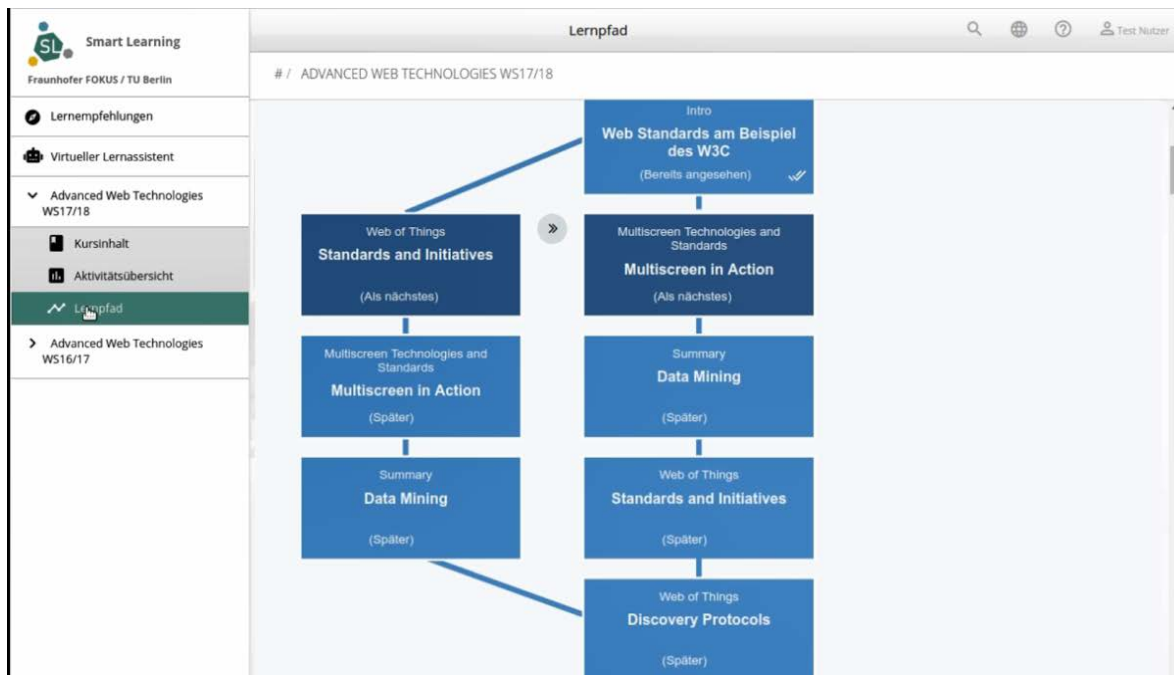 SL
Smart Learning
Fraunhofer FOKUS / TU Berlin
Lernempfehlungen
Virtueller Lernassistent
Advanced Web Technologies
WS17/18
Kursinhalt
Aktivitätsübersicht
Lernpfad
Advanced Web Technologies
WS16/17
Lernpfad
Test Nutzer
# / ADVANCED WEB TECHNOLOGIES WS17/18
Intro
Web Standards am Beispiel
des W3C
(Bereits angesehen)
Web of Things
Standards and Initiatives
(Als nächstes)
Multiscreen Technologies and
Standards
Multiscreen in Action
(Als nächstes)
Multiscreen Technologies and
Standards
Multiscreen in Action
(Später)
Summary
Data Mining
(Später)
Summary
Data Mining
(Später)
Web of Things
Standards and Initiatives
(Später)
Web of Things
Discovery Protocols
(Später)